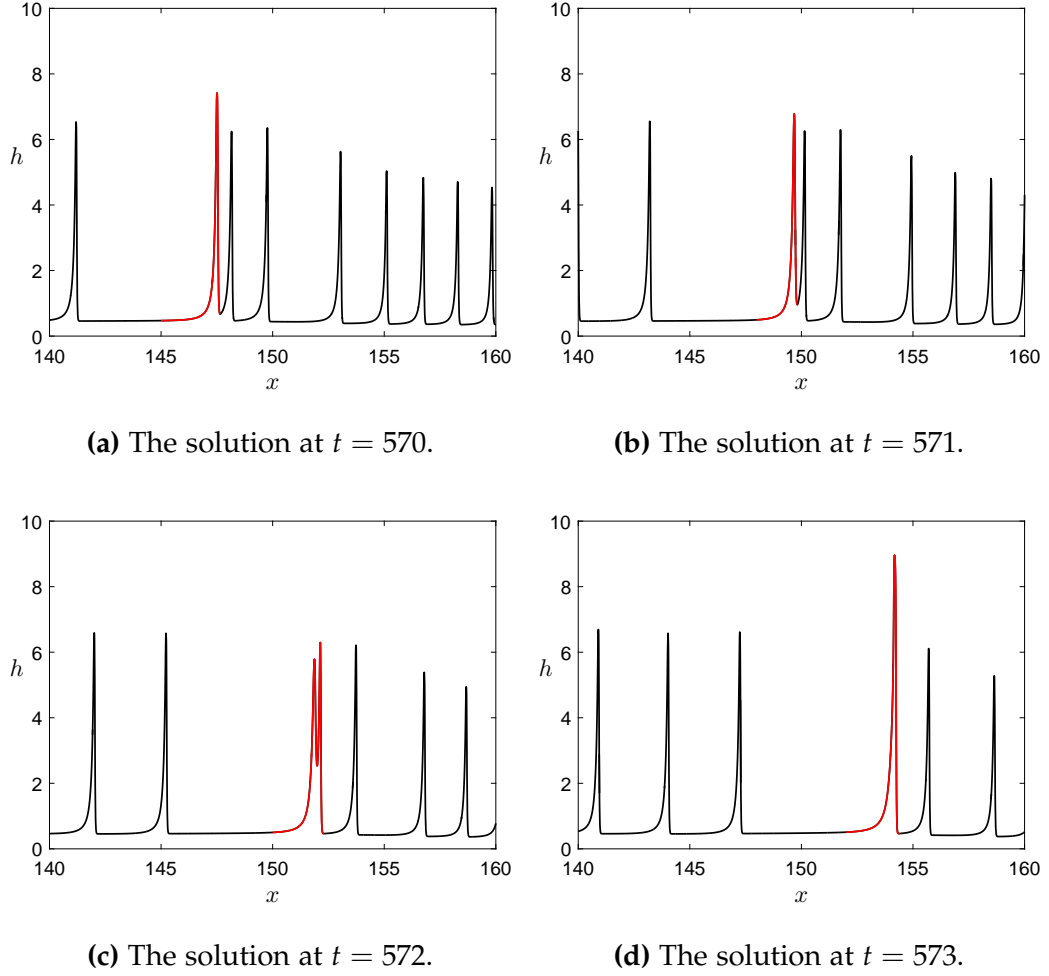 10
8
6
h
4
2
0
140 145 150 155 160
x
(a) The solution at t = 570.
10
8
6
h
4
2
0
140 145 150 155 160
x
(b) The solution at t = 571.
10
8
6
h
4
2
0
140 145 150 155 160
x
(c) The solution at t = 572.
10
8
6
h
4
2
0
140 145 150 155 160
x
(d) The solution at t = 573.